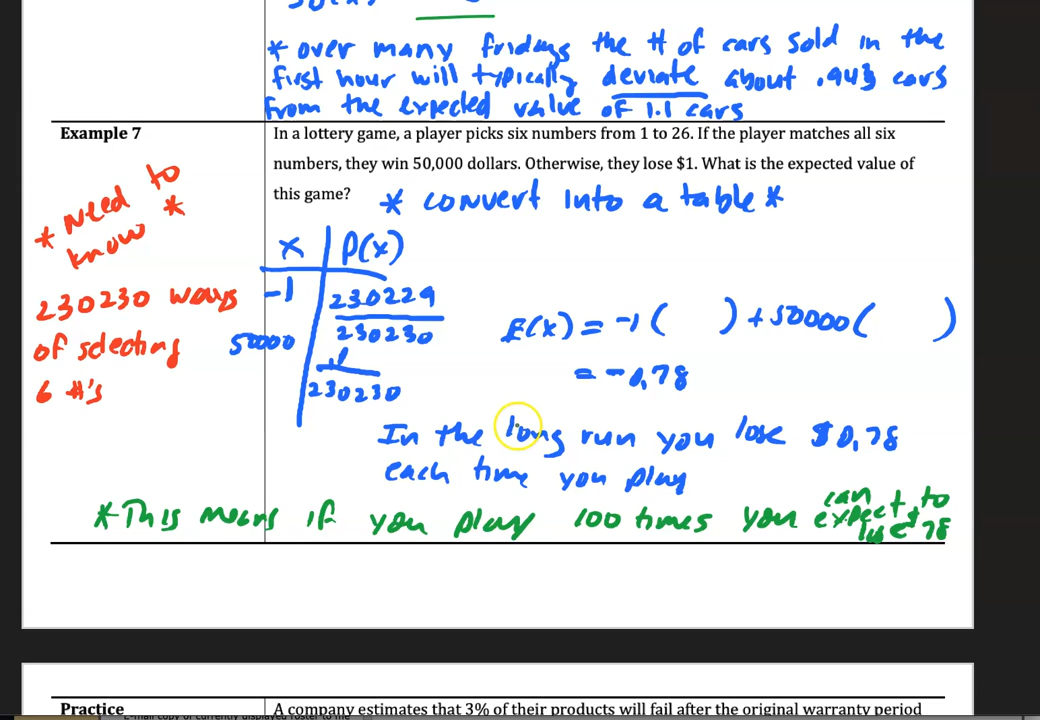 * over many fridays the # of cars sold in the
first hour will typically deviate about .943 cars
from the expected value of 1.1 cars
Example 7
In a lottery game, a player picks six numbers from 1 to 26. If the player matches all six
numbers, they win 50,000 dollars. Otherwise, they lose $1. What is the expected value of
this game?
* convert into a table *
* Need to
know *
230230 ways
of selecting
6 #'s
x P(x)
-1 230229
230230
50000 1
230230
E(x) = -1( ) + 50000( )
= -0.78
In the long run you lose $0.78
each time you play
* This means if you play 100 times you can expect to
lose $78
Practice
A company estimates that 3% of their products will fail after the original warranty period